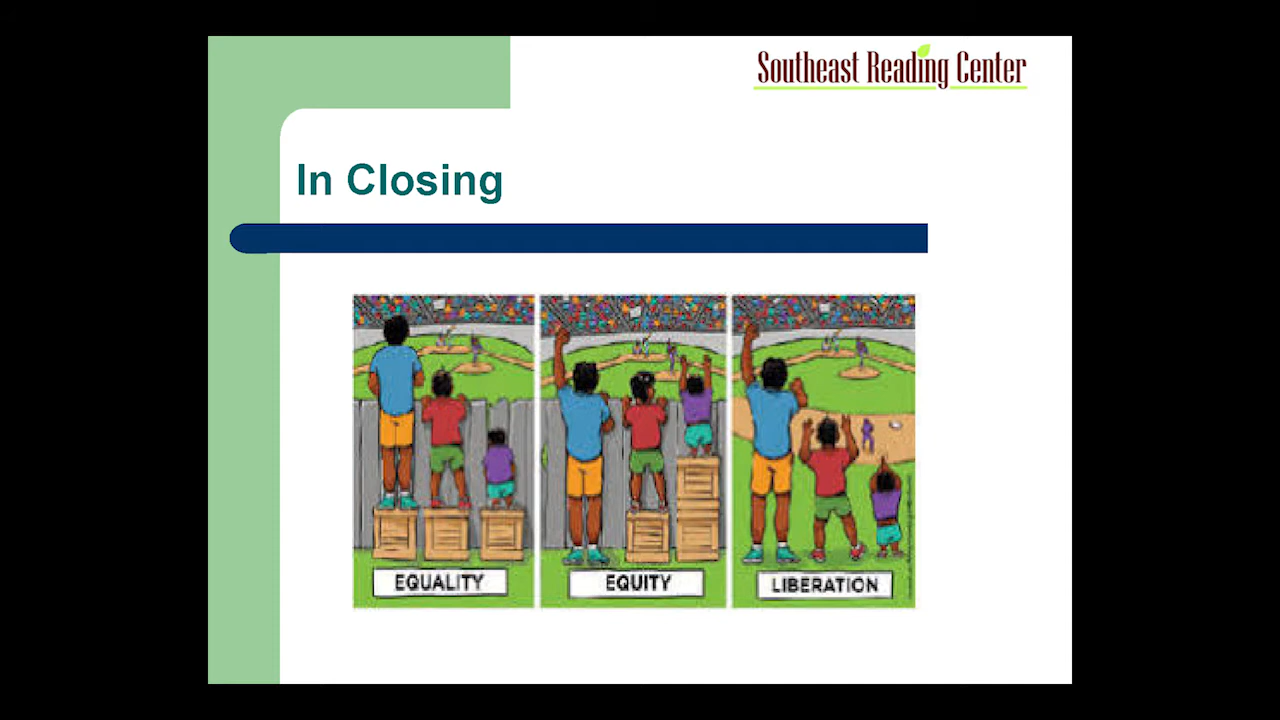 Southeast Reading Center
In Closing
EQUALITY
EQUITY
LIBERATION